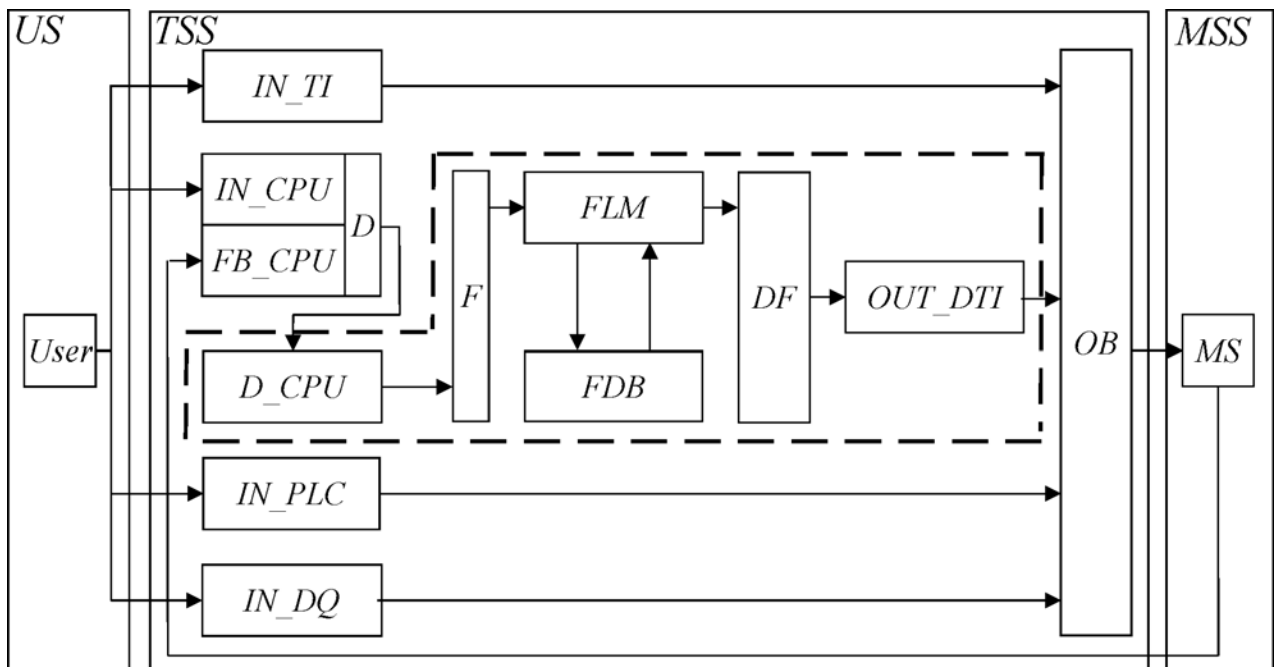 US
TSS
MSS
IN_TI
IN_CPU
D
FB_CPU
F
FLM
DF
OUT_DTI
OB
User
MS
D_CPU
FDB
IN_PLC
IN_DQ